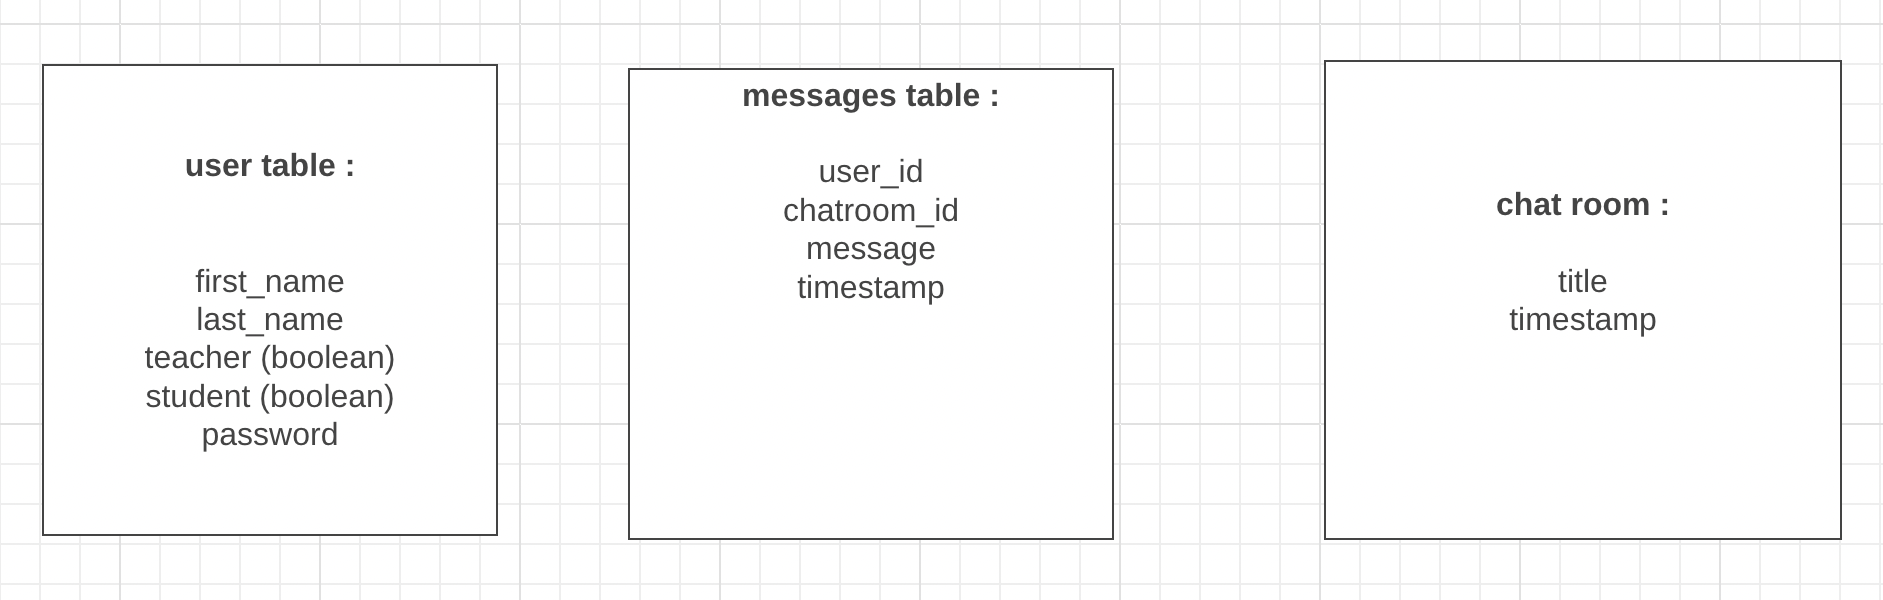 user table :
first_name
last_name
teacher (boolean)
student (boolean)
password
messages table :
user_id
chatroom_id
message
timestamp
chat room :
title
timestamp